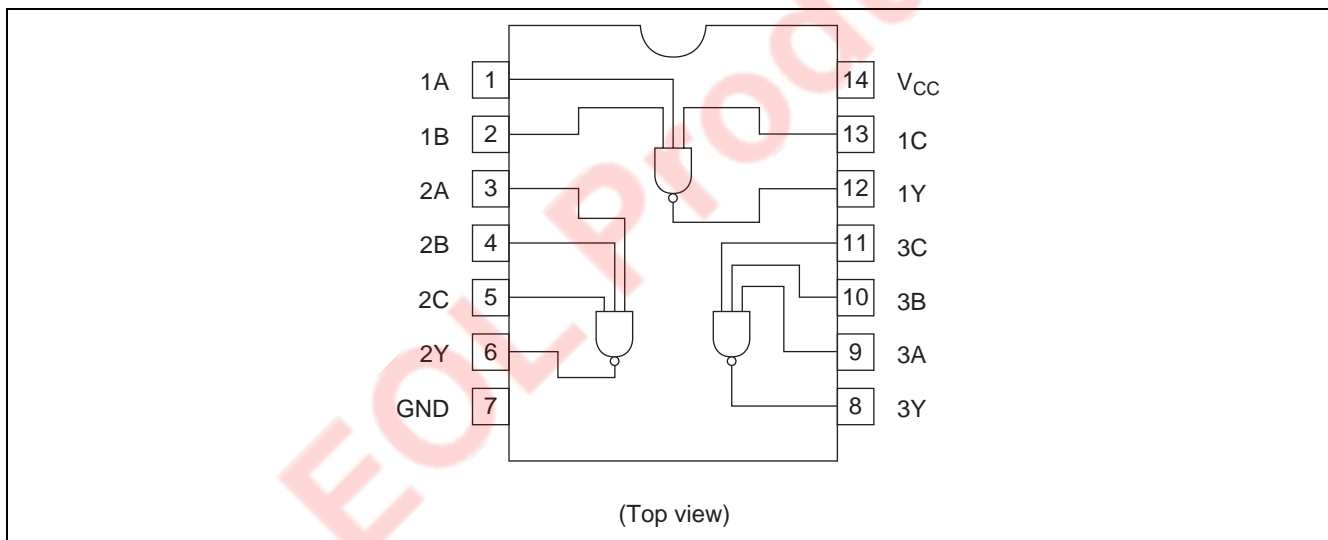 1A 1 14 VCC
1B 2 13 1C
2A 3 12 1Y
2B 4 11 3C
2C 5 10 3B
2Y 6 9 3A
GND 7 8 3Y
(Top view)
EOL Produ